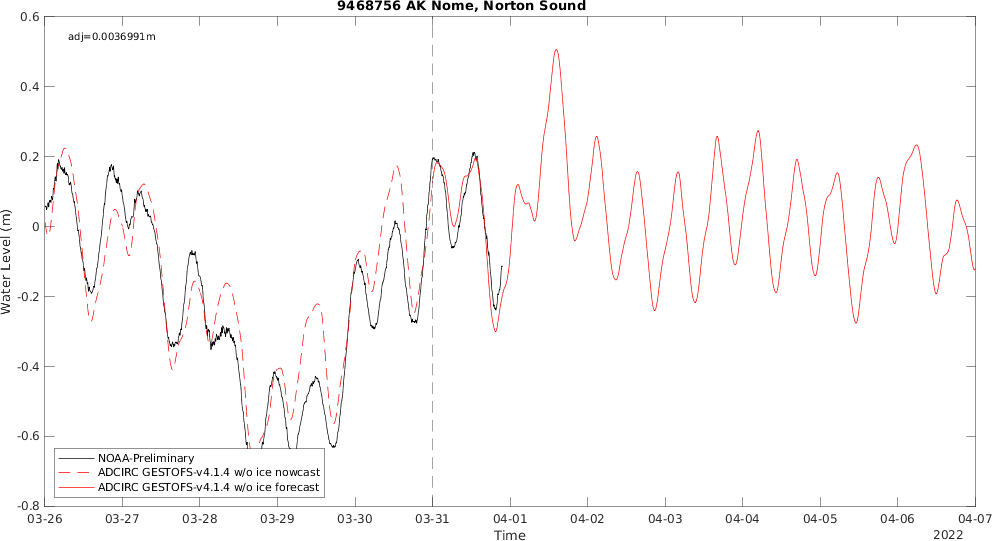 9468756 AK Nome, Norton Sound
adj=0.0036991m
0.6
0.4
0.2
0
-0.2
-0.4
-0.6
-0.8
Water Level (m)
NOAA-Preliminary
ADCIRC GESTOFS-v4.1.4 w/o ice nowcast
ADCIRC GESTOFS-v4.1.4 w/o ice forecast
03-26 03-27 03-28 03-29 03-30 03-31 04-01 04-02 04-03 04-04 04-05 04-06 04-07
Time
2022